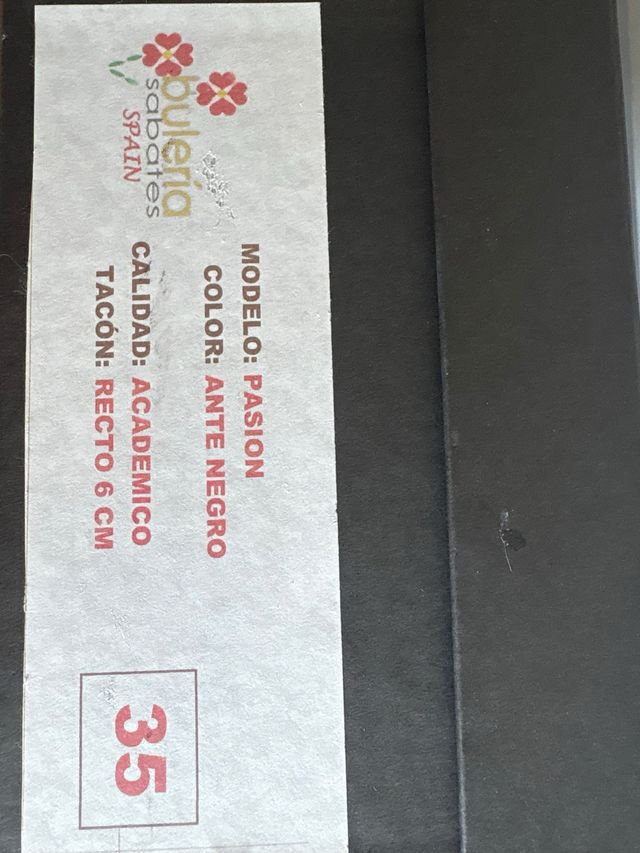 bulería
sabates
SPAIN
MODELO: PASION
COLOR: ANTE NEGRO
CALIDAD: ACADEMICO
TACÓN: RECTO 6 CM
35